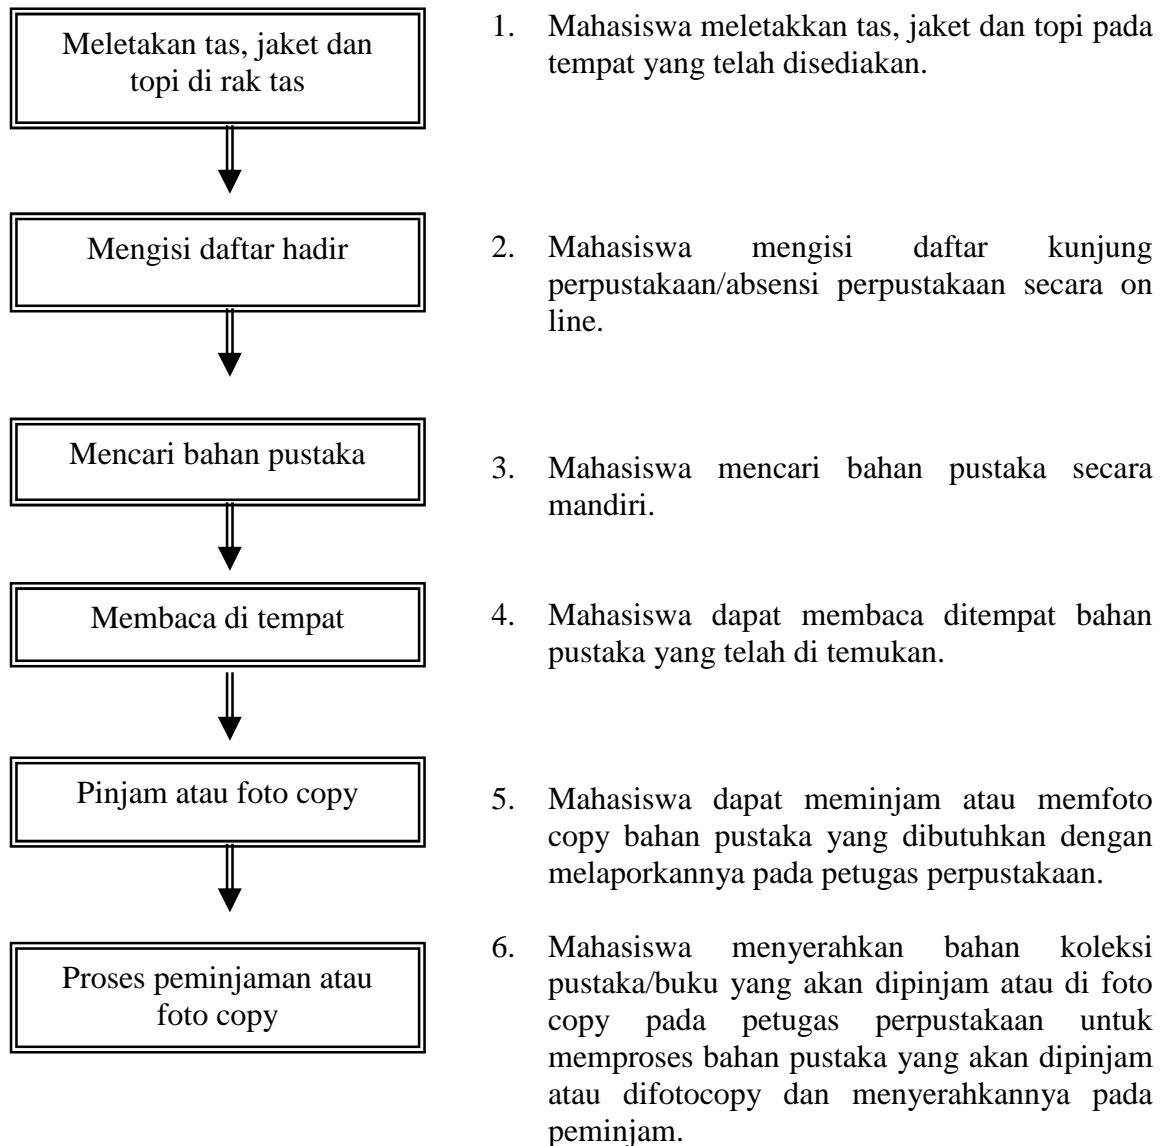 Meletakan tas, jaket dan
topi di rak tas
1. Mahasiswa meletakkan tas, jaket dan topi pada
tempat yang telah disediakan.
Mengisi daftar hadir
2. Mahasiswa mengisi daftar kunjung
perpustakaan/absensi perpustakaan secara on
line.
Mencari bahan pustaka
3. Mahasiswa mencari bahan pustaka secara
mandiri.
Membaca di tempat
4. Mahasiswa dapat membaca ditempat bahan
pustaka yang telah di temukan.
Pinjam atau foto copy
5. Mahasiswa dapat meminjam atau memfoto
copy bahan pustaka yang dibutuhkan dengan
melaporkannya pada petugas perpustakaan.
Proses peminjaman atau
foto copy
6. Mahasiswa menyerahkan bahan koleksi
pustaka/buku yang akan dipinjam atau di foto
copy pada petugas perpustakaan untuk
memproses bahan pustaka yang akan dipinjam
atau difotocopy dan menyerahkannya pada
peminjam.